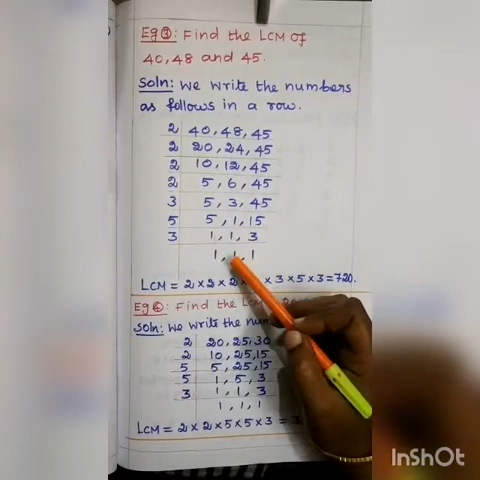 Eg③: Find the LCM of
40,48 and 45.
Soln: We write the numbers
as follows in a row.
2 40, 48, 45
2 20, 24, 45
2 10, 12, 45
2 5, 6, 45
3 5, 3, 45
5 5, 1, 15
3 1, 1, 3
1, 1, 1
LCM = 2 × 2 × 2 × × 3 × 5 × 3 = 720.
Eg④: Find the LCM
Soln: We write the
2 20, 25, 30
2 10, 25, 15
5 5, 25, 15
5 1, 5, 3
3 1, 1, 3
1, 1, 1
LCM = 2 × 2 × 5 × 5 × 3 = 3
InShOt